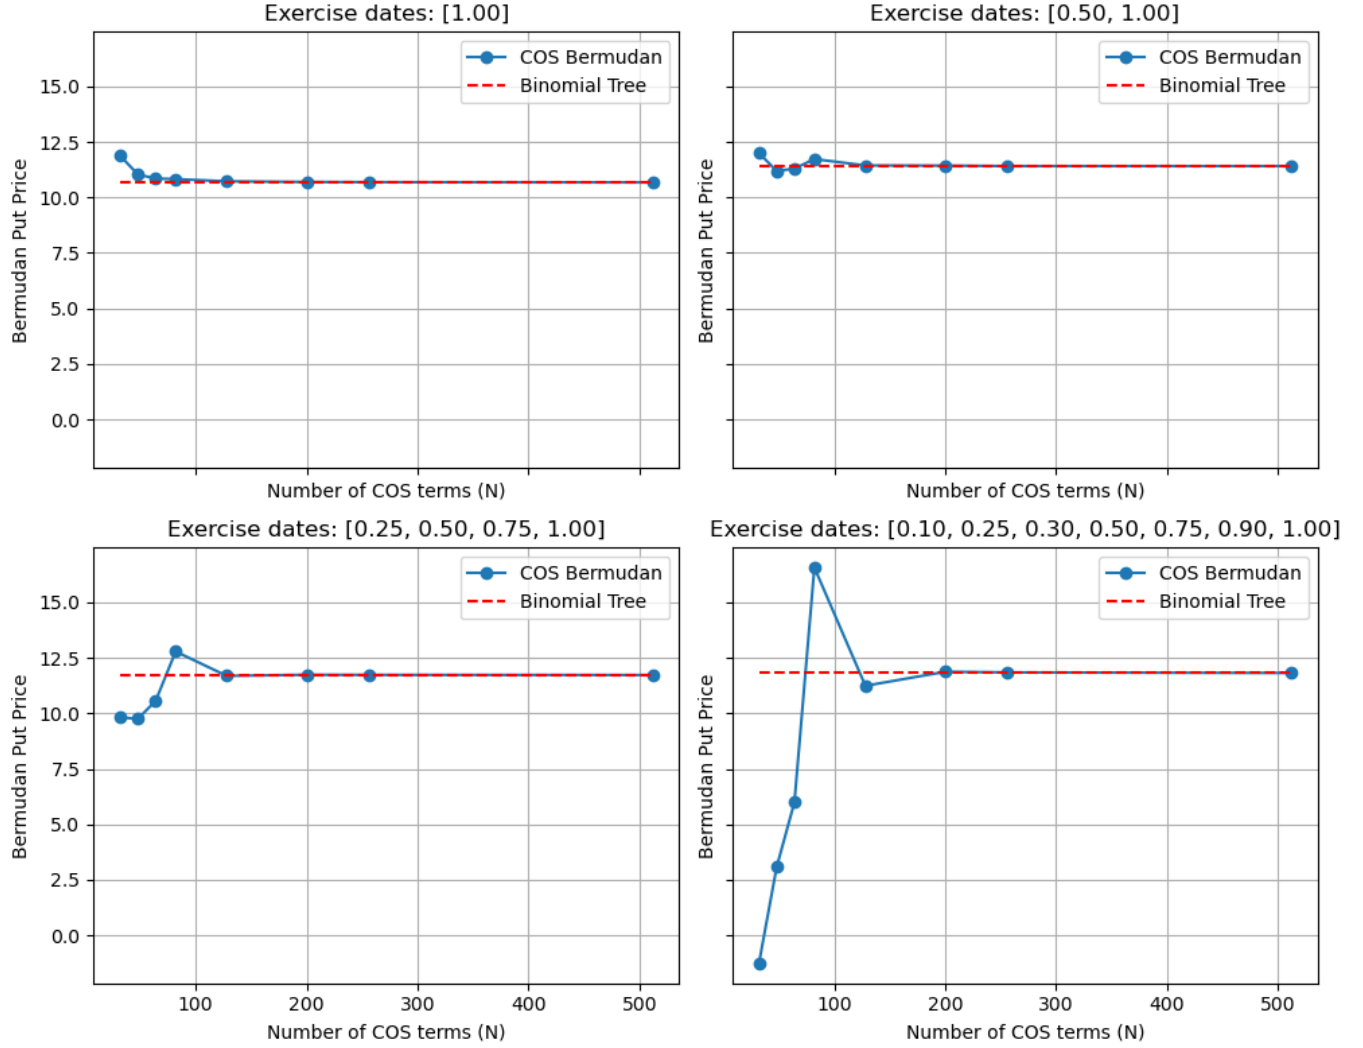 Exercise dates: [1.00]
COS Bermudan
Binomial Tree
15.0
12.5
10.0
7.5
5.0
2.5
0.0
Bermudan Put Price
Number of COS terms (N)
Exercise dates: [0.50, 1.00]
COS Bermudan
Binomial Tree
Bermudan Put Price
Number of COS terms (N)
Exercise dates: [0.25, 0.50, 0.75, 1.00]
COS Bermudan
Binomial Tree
15.0
12.5
10.0
7.5
5.0
2.5
0.0
Bermudan Put Price
100 200 300 400 500
Number of COS terms (N)
Exercise dates: [0.10, 0.25, 0.30, 0.50, 0.75, 0.90, 1.00]
COS Bermudan
Binomial Tree
Bermudan Put Price
100 200 300 400 500
Number of COS terms (N)